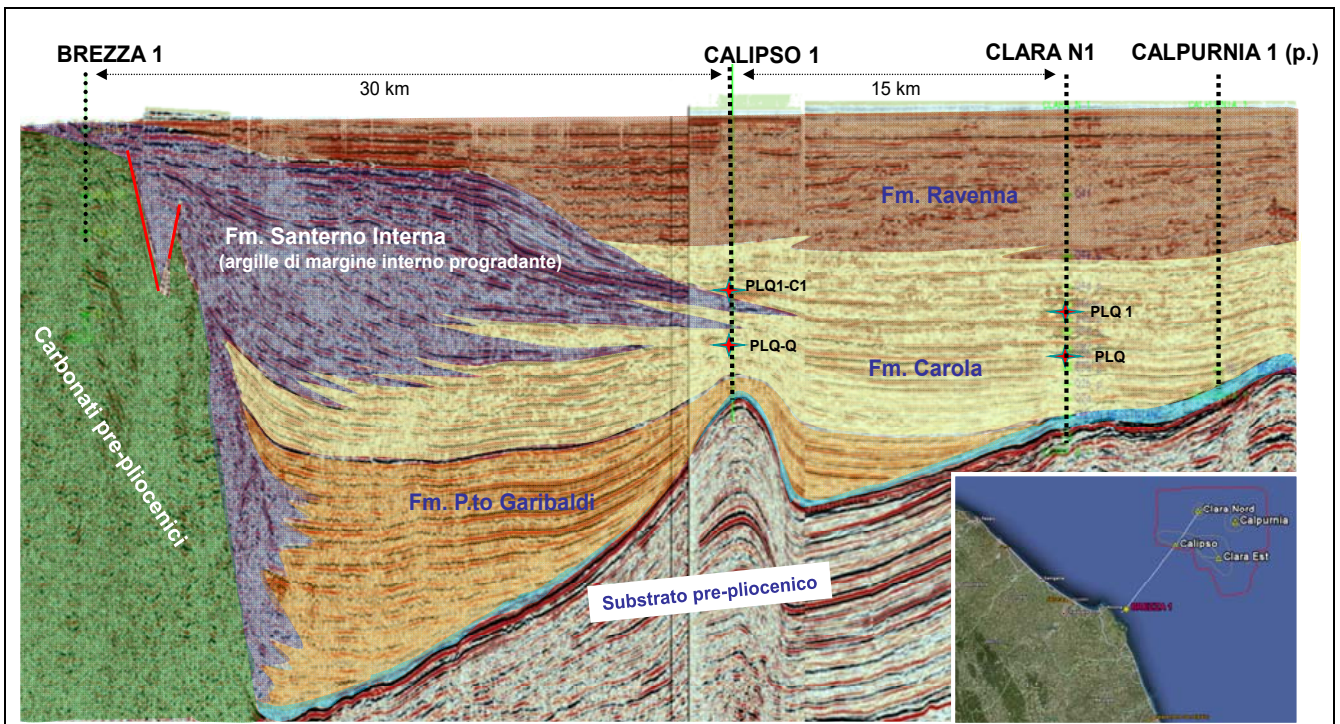 BREZZA 1
CALIPSO 1
CLARA N1
CALPURNIA 1 (p.)
30 km
15 km
Fm. Ravenna
Fm. Santerno Interna
(argille di margine interno progradante)
PLQ1-C1
PLQ 1
PLQ-Q
PLQ
Fm. Carola
Carbonati pre-pliocenici
Fm. P.to Garibaldi
Substrato pre-pliocenico
Clara Nord
Calpurnia
Calipso
Clara Est
BREZZA 1